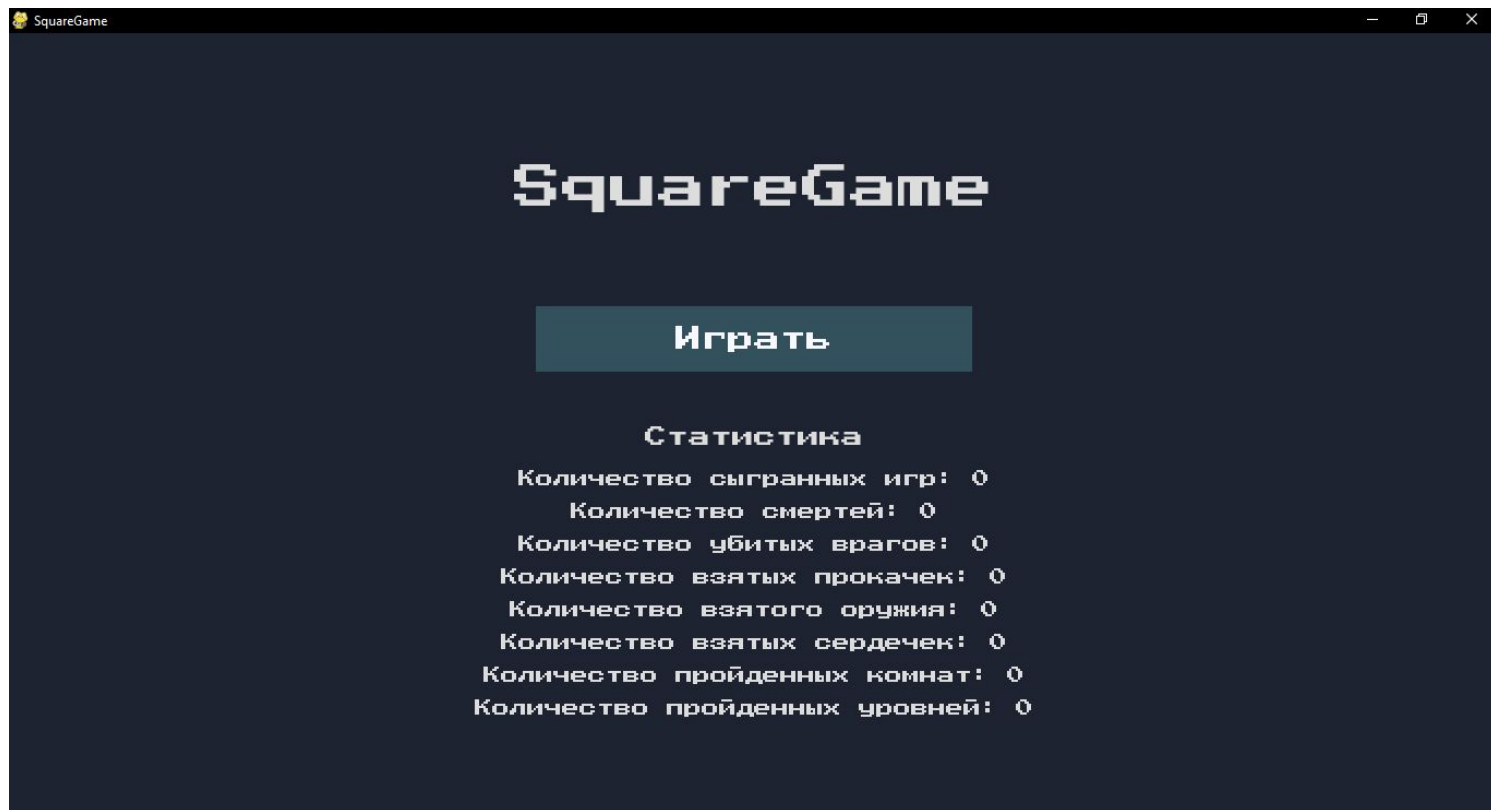 SquareGame
SquareGame
Играть
Статистика
Количество сыгранных игр: 0
Количество смертей: 0
Количество убитых врагов: 0
Количество взятых прокачек: 0
Количество взятого оружия: 0
Количество взятых сердечек: 0
Количество пройденных комнат: 0
Количество пройденных уровней: 0